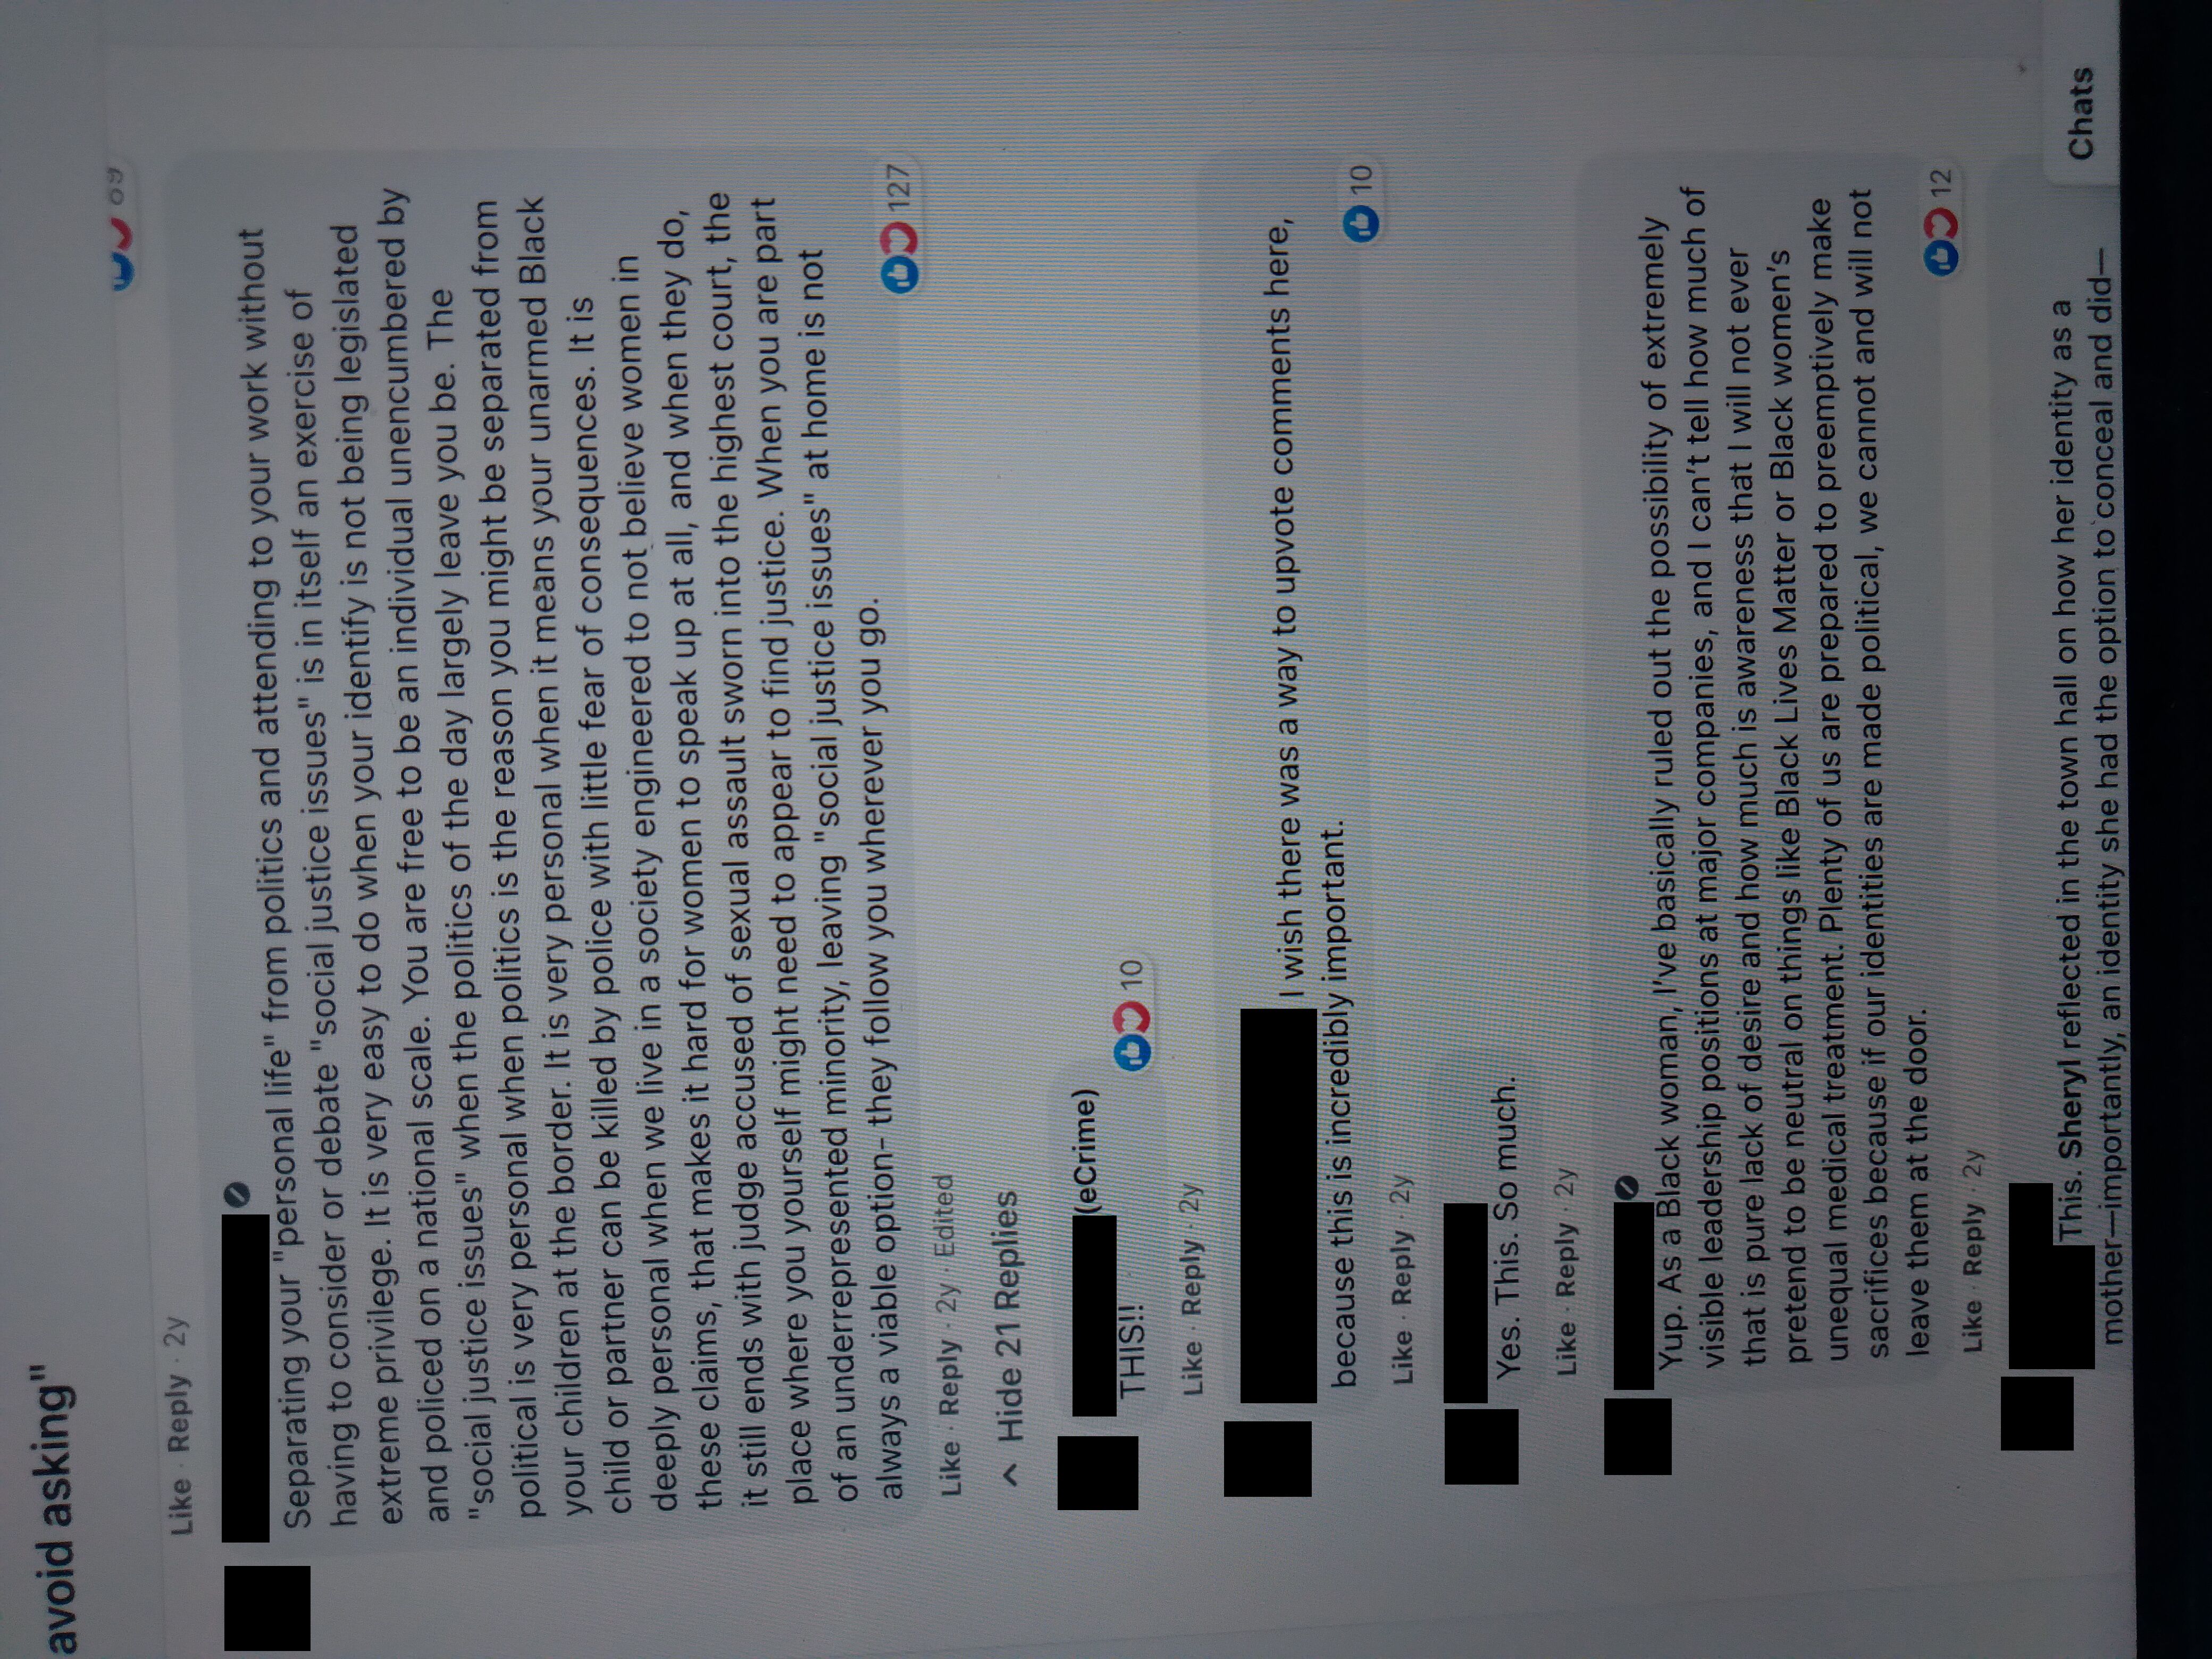 avoid asking"
Like · Reply · 2y
Separating your "personal life" from politics and attending to your work without
having to consider or debate "social justice issues" is in itself an exercise of
extreme privilege. It is very easy to do when your identify is not being legislated
and policed on a national scale. You are free to be an individual unencumbered by
"social justice issues" when the politics of the day largely leave you be. The
political is very personal when politics is the reason you might be separated from
your children at the border. It is very personal when it means your unarmed Black
child or partner can be killed by police with little fear of consequences. It is
deeply personal when we live in a society engineered to not believe women in
these claims, that makes it hard for women to speak up at all, and when they do,
it still ends with judge accused of sexual assault sworn into the highest court, the
place where you yourself might need to appear to find justice. When you are part
of an underrepresented minority, leaving "social justice issues" at home is not
always a viable option- they follow you wherever you go.
127
Like · Reply · 2y · Edited
Hide 21 Replies
(eCrime)
THIS!!
10
Like · Reply · 2y
I wish there was a way to upvote comments here,
because this is incredibly important.
10
Like · Reply · 2y
Yes. This. So much.
Like · Reply · 2y
Yup. As a Black woman, I've basically ruled out the possibility of extremely
visible leadership positions at major companies, and I can't tell how much of
that is pure lack of desire and how much is awareness that I will not ever
pretend to be neutral on things like Black Lives Matter or Black women's
unequal medical treatment. Plenty of us are prepared to preemptively make
sacrifices because if our identities are made political, we cannot and will not
leave them at the door.
12
Like · Reply · 2y
This. Sheryl reflected in the town hall on how her identity as a
mother—importantly, an identity she had the option to conceal and did—
Chats